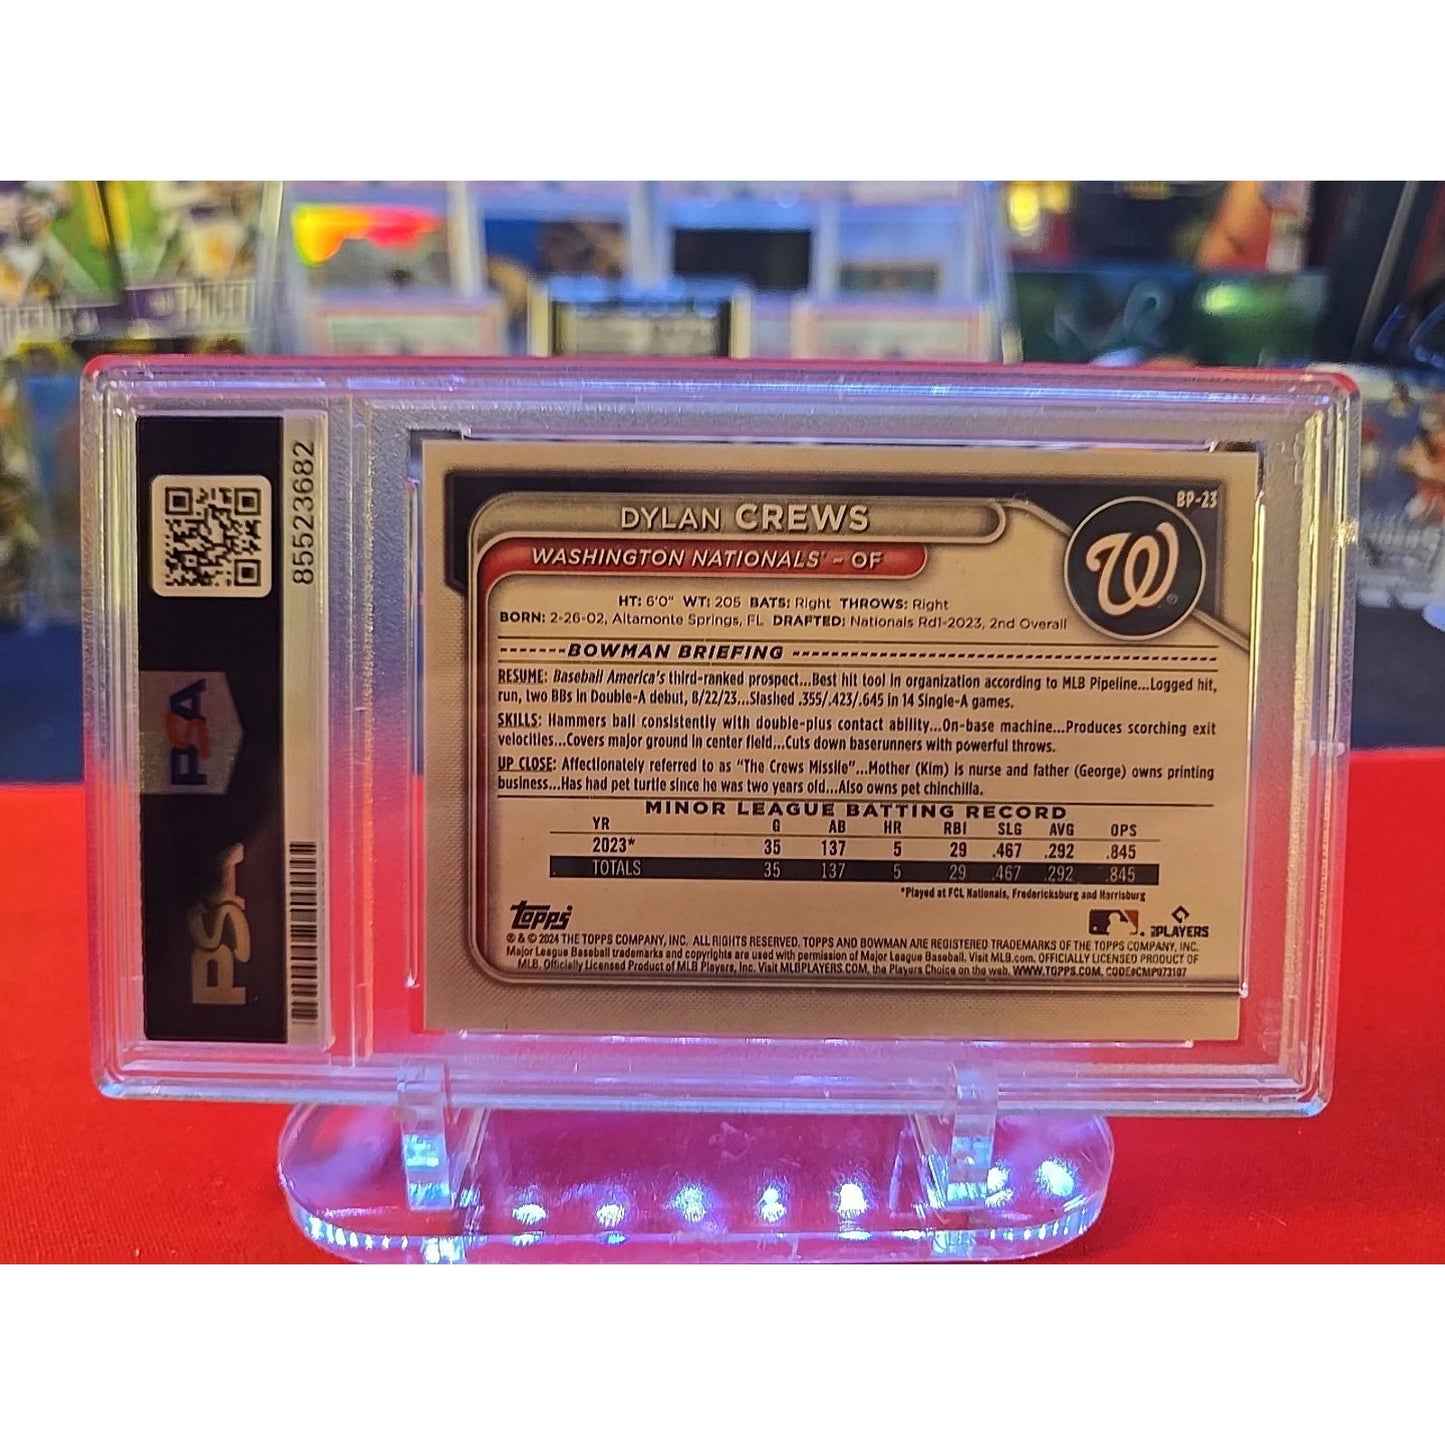 85523682
PSA
PSA
BP-23
DYLAN CREWS
WASHINGTON NATIONALS® - OF
W
HT: 6'0" WT: 205 BATS: Right THROWS: Right
BORN: 2-26-02, Altamonte Springs, FL DRAFTED: Nationals Rd1-2023, 2nd Overall
BOWMAN BRIEFING
RESUME: Baseball America's third-ranked prospect...Best hit tool in organization according to MLB Pipeline...Logged hit,
run, two BBs in Double-A debut, 8/22/23...Slashed .355/.423/.645 in 14 Single-A games.
SKILLS: Hammers ball consistently with double-plus contact ability...On-base machine...Produces scorching exit
velocities...Covers major ground in center field...Cuts down baserunners with powerful throws.
UP CLOSE: Affectionately referred to as “The Crews Missile”...Mother (Kim) is nurse and father (George) owns printing
business...Has had pet turtle since he was two years old...Also owns pet chinchilla.
MINOR LEAGUE BATTING RECORD
YR G AB HR RBI SLG AVG OPS
2023* 35 137 5 29 .467 .292 .845
TOTALS 35 137 5 29 .467 .292 .845
*Played at FCL Nationals, Fredericksburg and Harrisburg
Topps
PLAYERS
® & © 2024 THE TOPPS COMPANY, INC. ALL RIGHTS RESERVED. TOPPS AND BOWMAN ARE REGISTERED TRADEMARKS OF THE TOPPS COMPANY, INC.
Major League Baseball trademarks and copyrights are used with permission of Major League Baseball. Visit MLB.com. OFFICIALLY LICENSED PRODUCT OF
MLB. Officially Licensed Product of MLB Players, Inc. Visit MLBPLAYERS.COM, the Players Choice on the web. WWW.TOPPS.COM. CODE#CMP073107